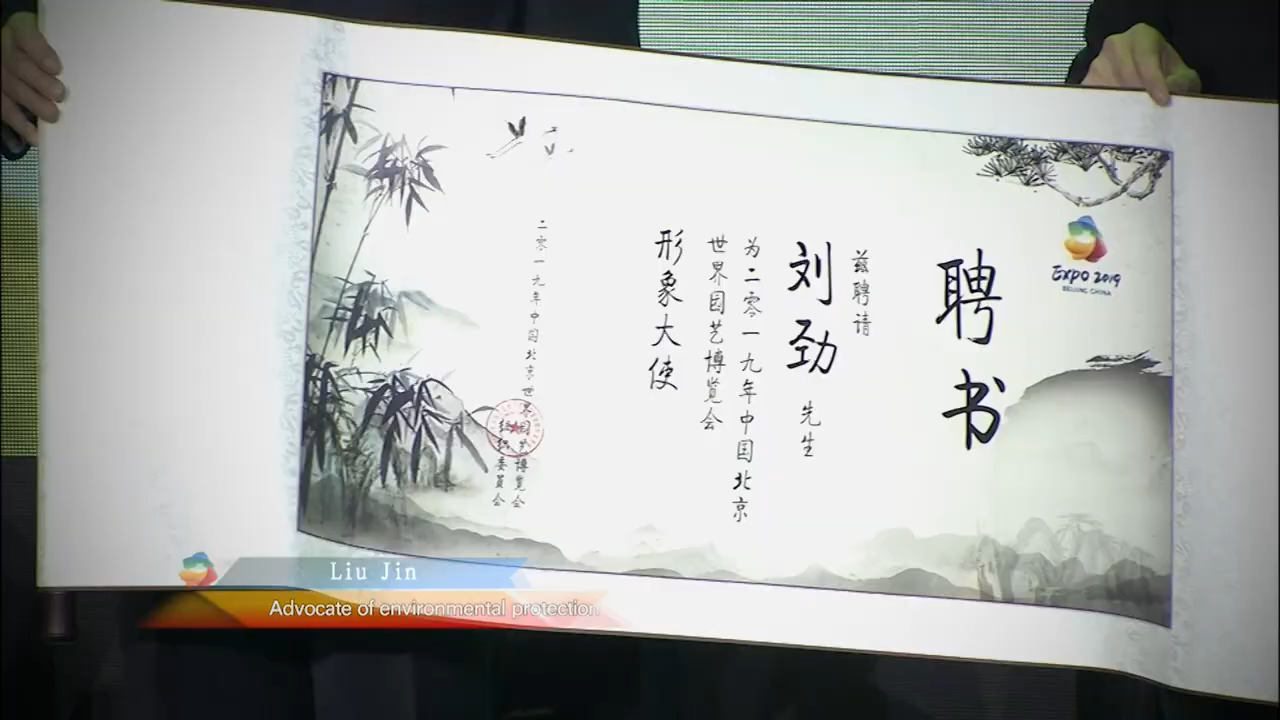 聘书
兹聘请
刘劲 先生
为二零一九年中国北京
世界园艺博览会
形象大使
二零一九年中国北京世界园艺博览会
组织委員会
EXPO 2019
BEIJING CHINA
Liu Jin
Advocate of environmental protection